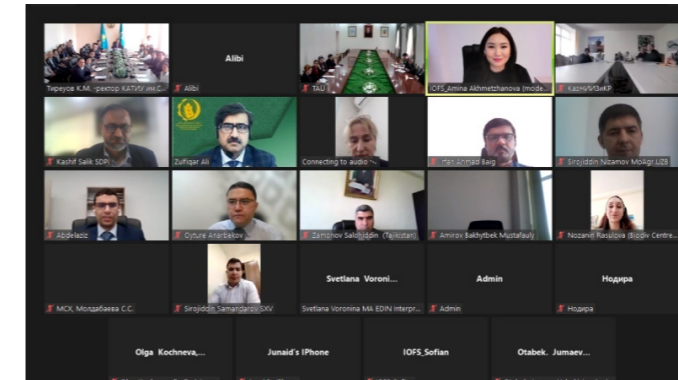 Тиреуов К.М. -ректор КАТИУ им.С...
Alibi
Alibi
TAU
IOFS_Amina Akhmetzhanova (mode...
КазНИИЗиКР
Kashif Salik SDPI
Zulfiqar Ali
Connecting to audio
Irfan Ahmad Baig
Sirojiddin Nizamov MoAgr.UZB
Abdelaziz
Oyture Anarbekov
Zamonov Salohiddin (Tajikistan)
Amirov Bakhytbek Mustafauly
Nozanin Rasulova (Biodiv Centre...
МСХ, Молдабаева С.С.
Sirojiddin Samandarov SXV
Svetlana Voroni...
Svetlana Voronina MA EDIN Interpr...
Admin
Admin
Нодира
Нодира
Olga Kochneva,...
Junaid's IPhone
IOFS_Sofian
Otabek. Jumaev...